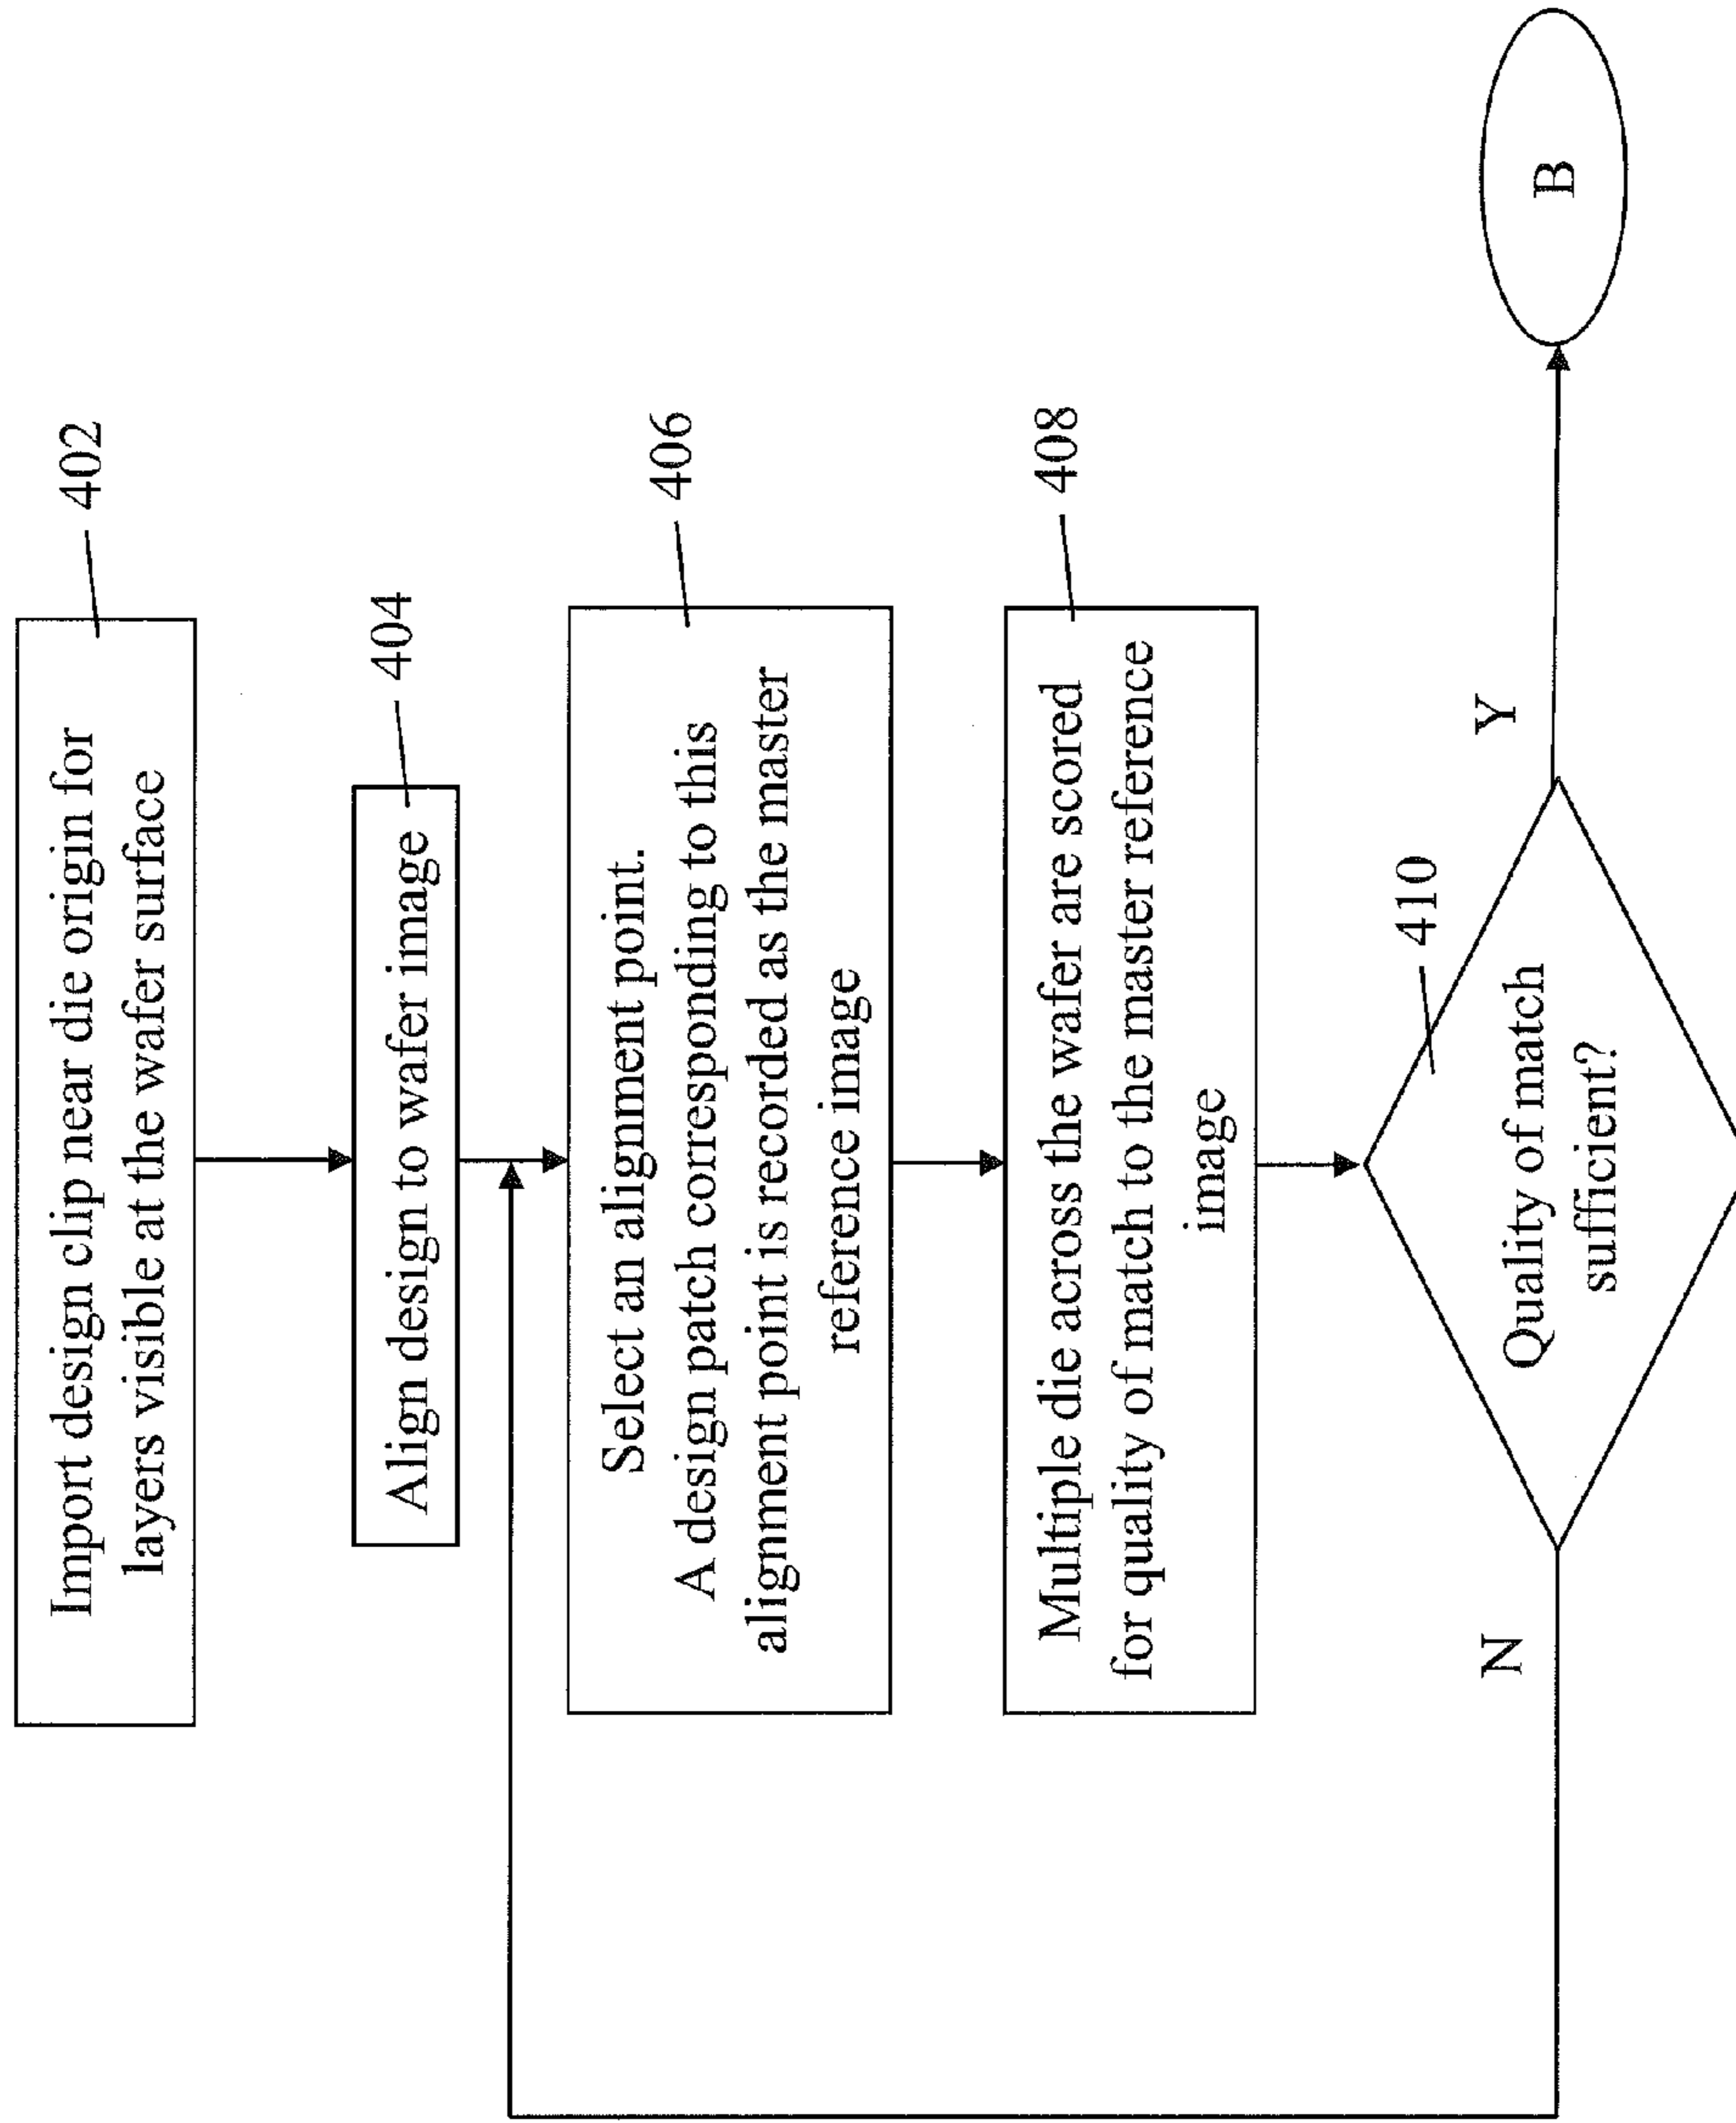 Import design clip near die origin for
layers visible at the wafer surface
402
Align design to wafer image
404
Select an alignment point.
A design patch corresponding to this
alignment point is recorded as the master
reference image
406
Multiple die across the wafer are scored
for quality of match to the master reference
image
408
Quality of match
sufficient?
410
N
Y
B